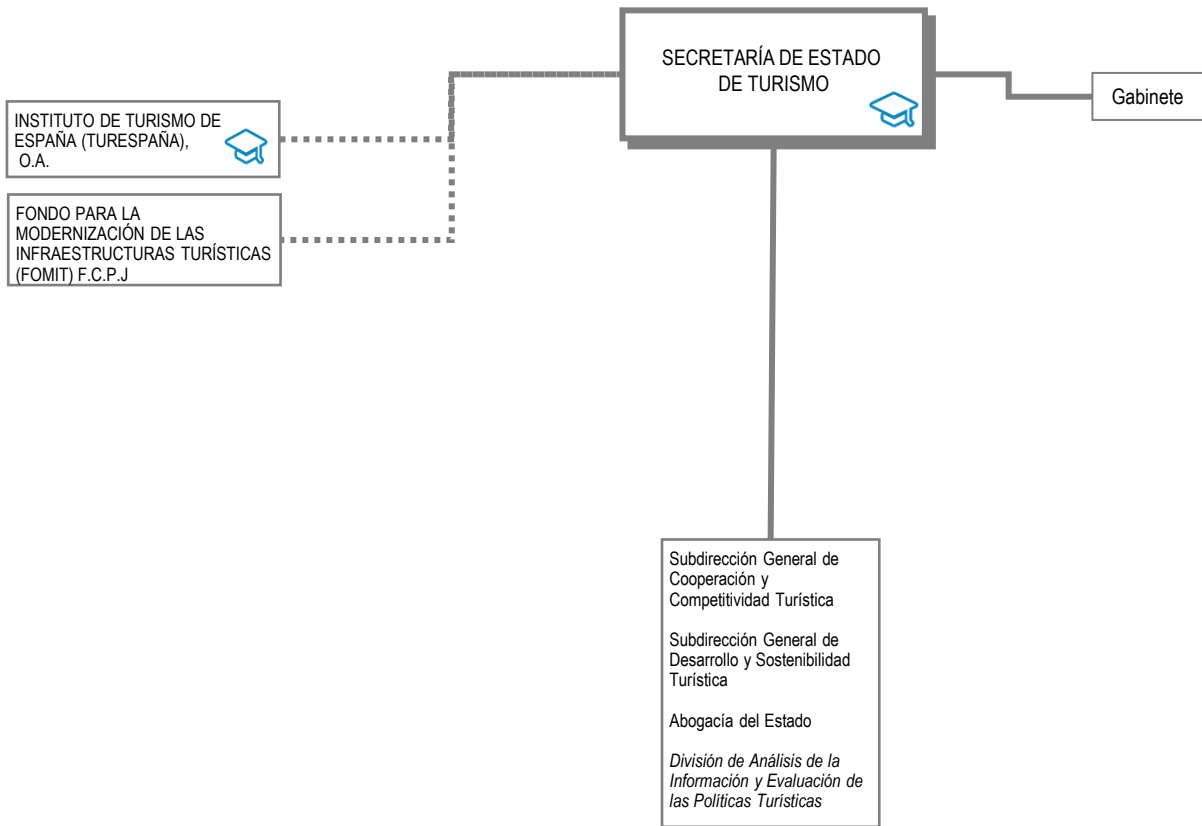 SECRETARÍA DE ESTADO
DE TURISMO
Gabinete
INSTITUTO DE TURISMO DE
ESPAÑA (TURESPAÑA),
O.A.
FONDO PARA LA
MODERNIZACIÓN DE LAS
INFRAESTRUCTURAS TURÍSTICAS
(FOMIT) F.C.P.J
Subdirección General de
Cooperación y
Competitividad Turística
Subdirección General de
Desarrollo y Sostenibilidad
Turística
Abogacía del Estado
División de Análisis de la
Información y Evaluación de
las Políticas Turísticas